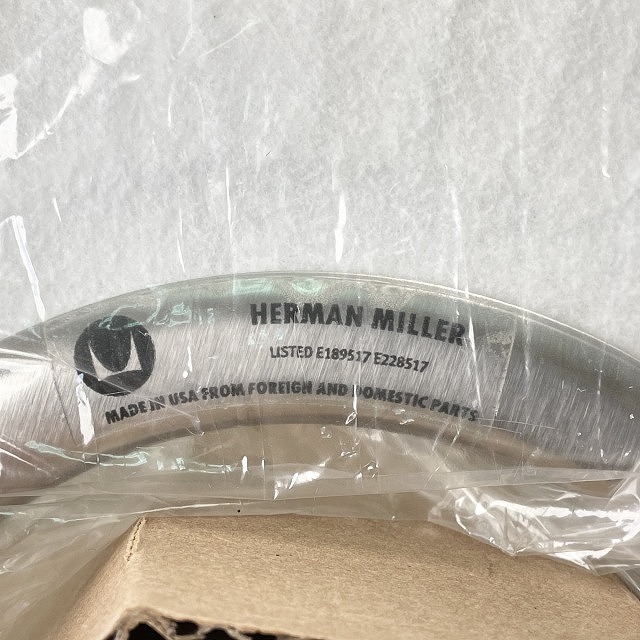 HERMAN MILLER
LISTED E189517 E228517
MADE IN USA FROM FOREIGN AND DOMESTIC PARTS